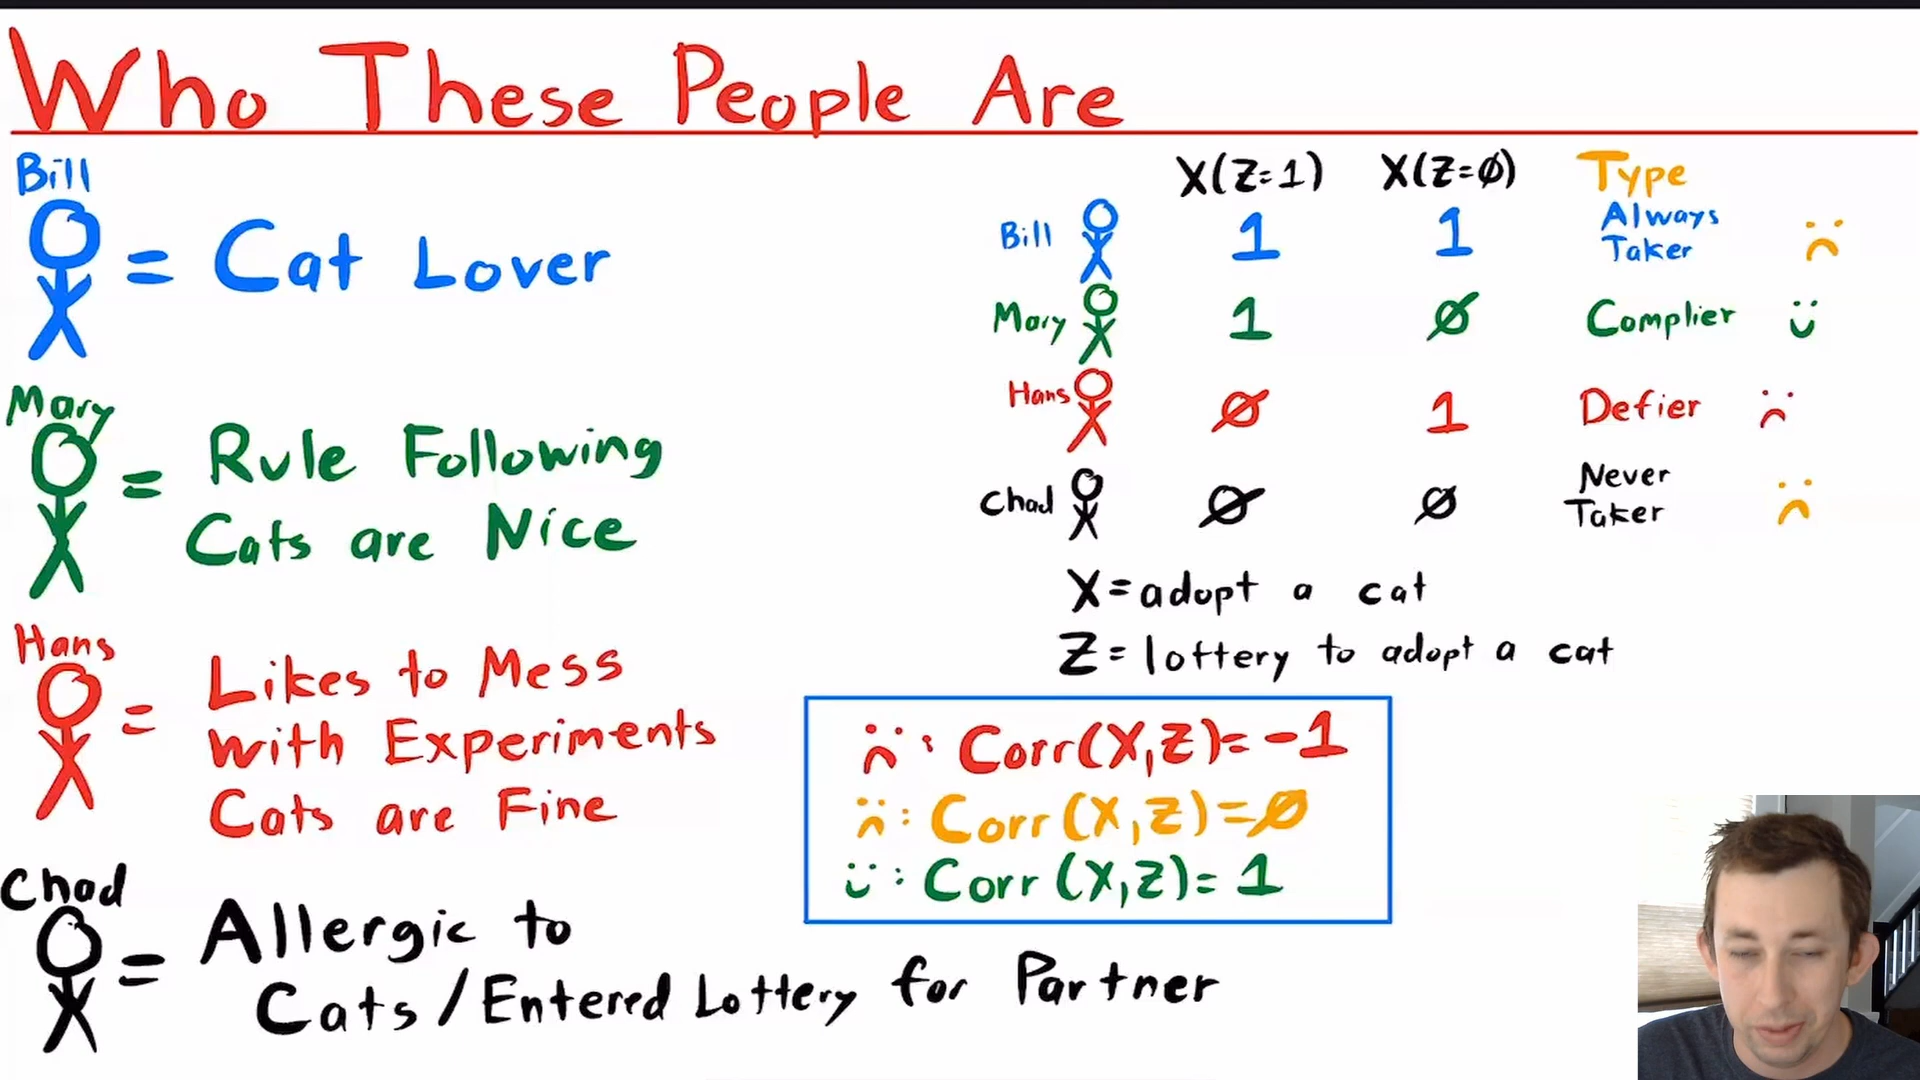 Who These People Are
Bill
= Cat Lover
Mary
= Rule Following
Cats are Nice
Hans
= Likes to Mess
with Experiments
Cats are Fine
Chad
= Allergic to
Cats/Entered Lottery for Partner
X(Z=1) X(Z=∅) Type
Bill 1 1 Always
Taker
Mary 1 ∅ Complier
Hans ∅ 1 Defier
Chad ∅ ∅ Never
Taker
X=adopt a cat
Z=lottery to adopt a cat
: Corr(X,Z)=-1
: Corr(X,Z)=∅
: Corr(X,Z)=1